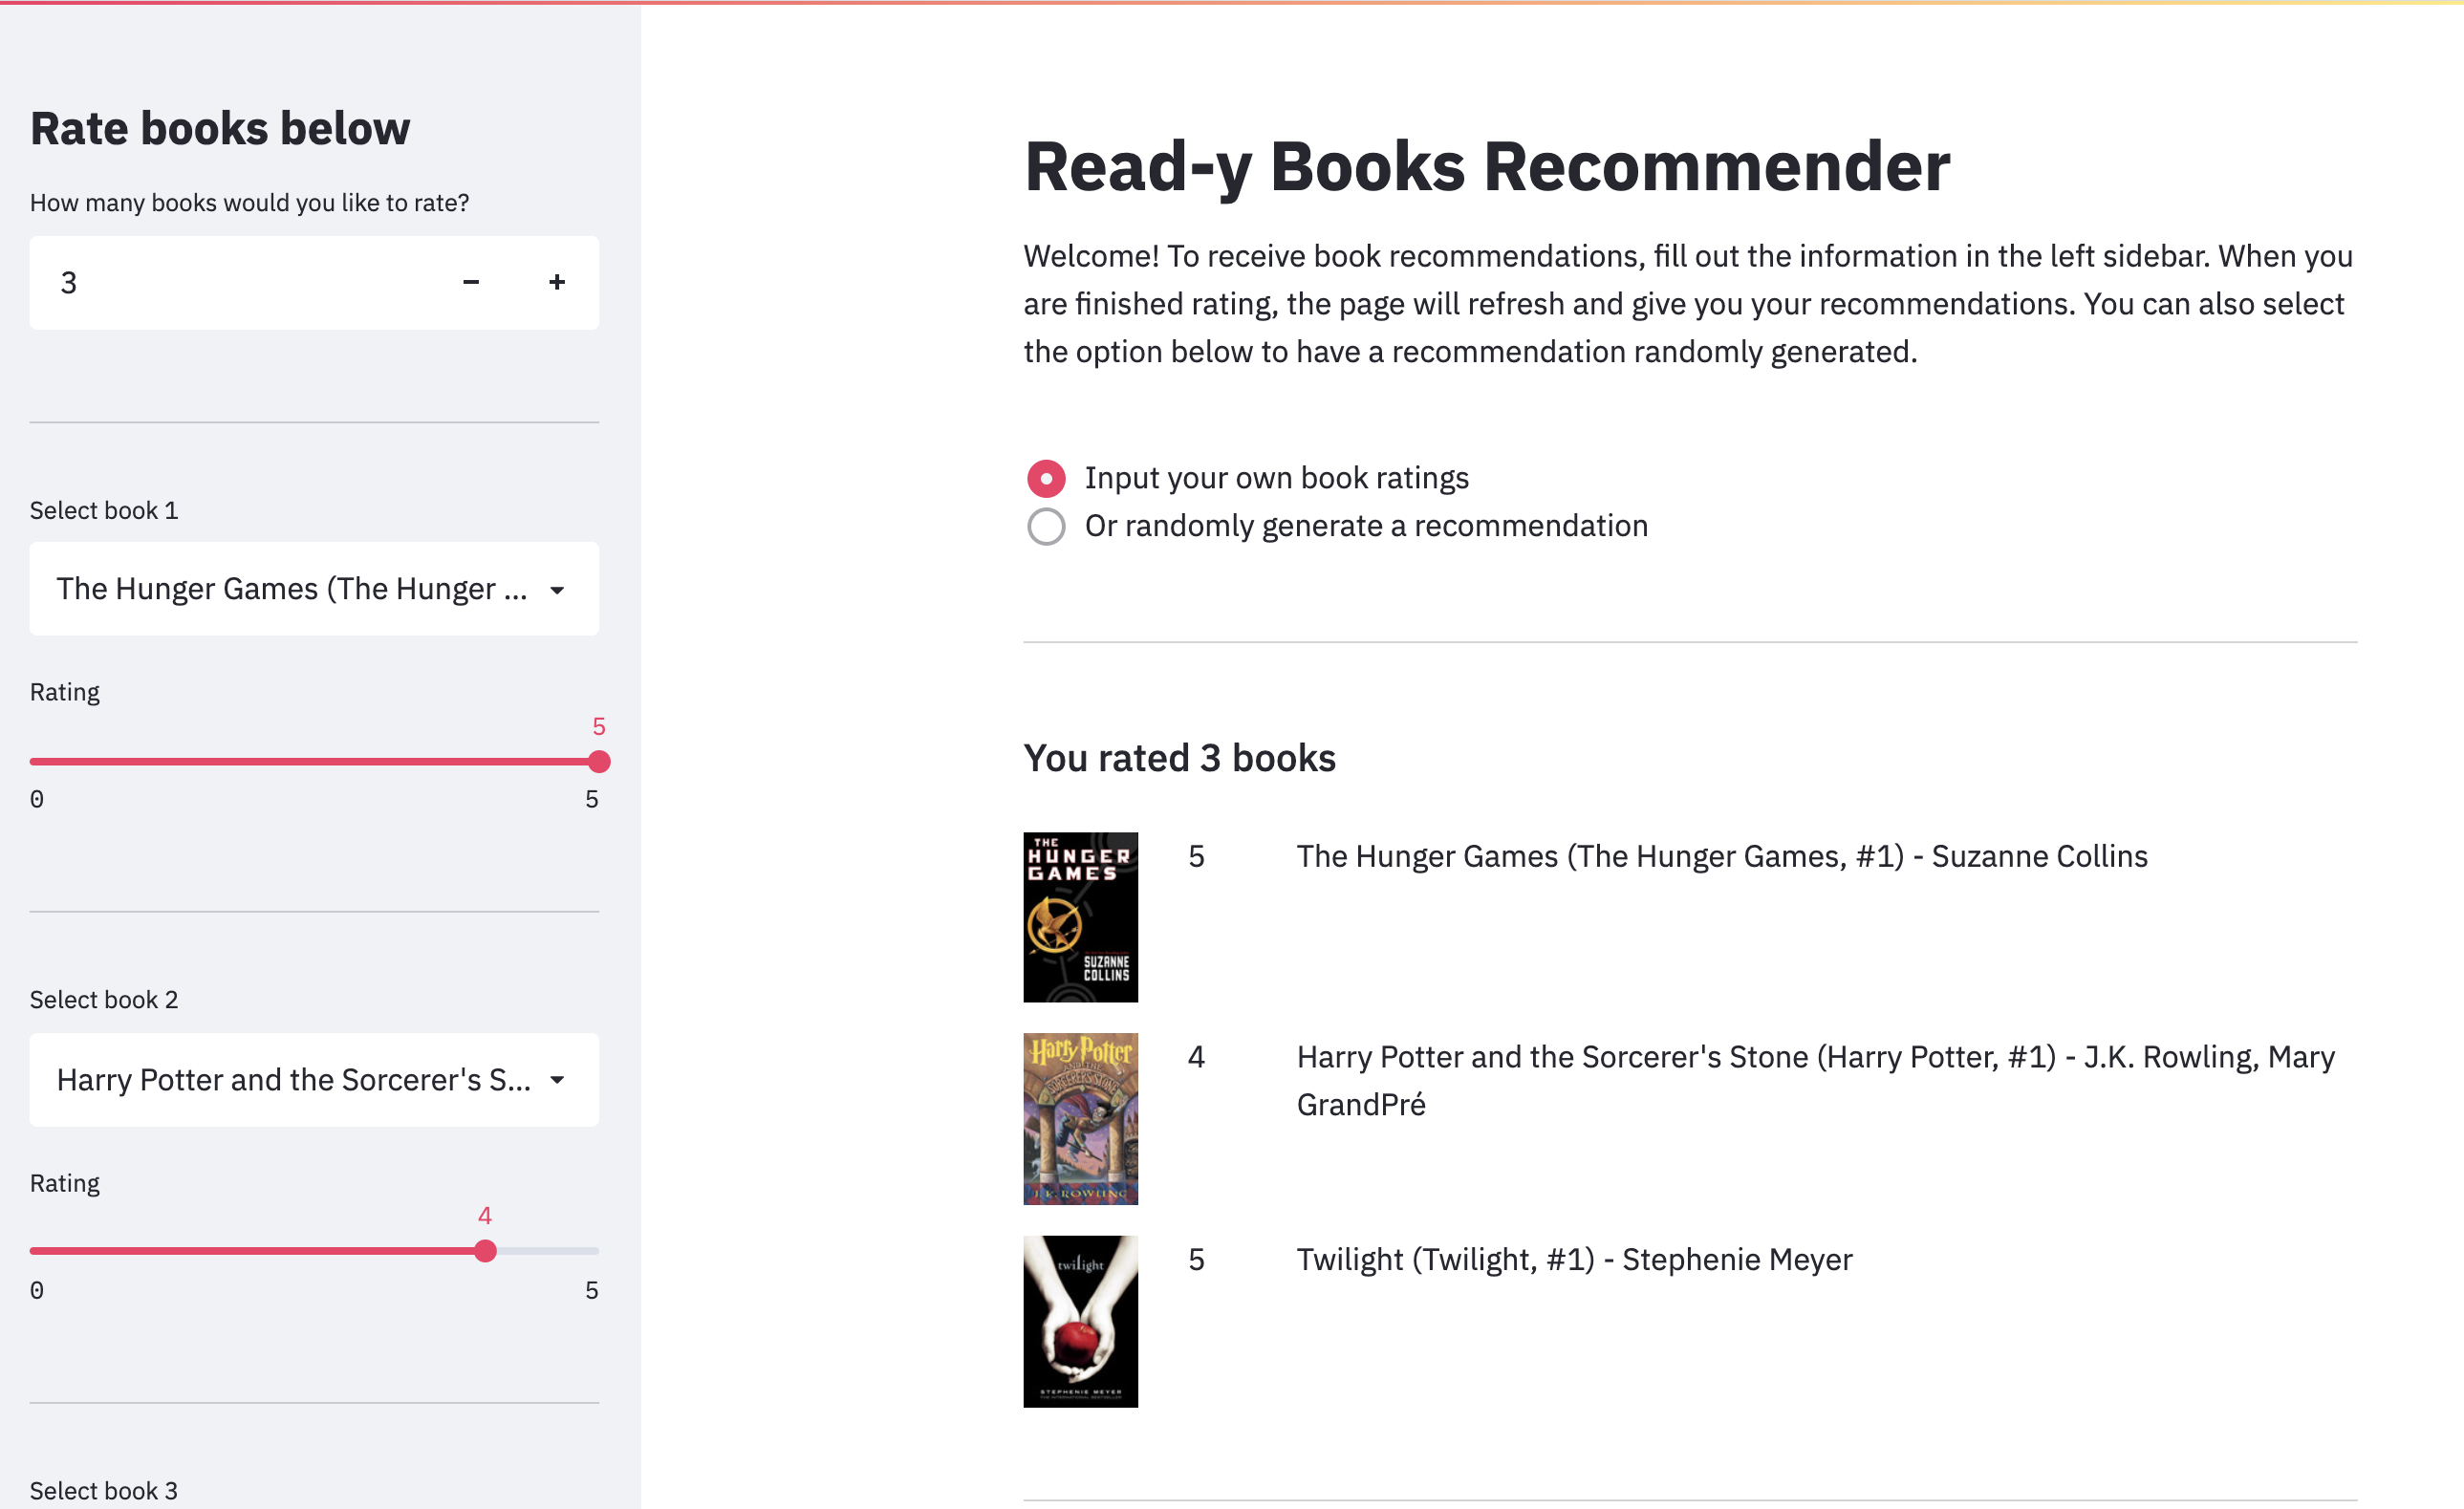 Rate books below
How many books would you like to rate?
3 − +
Select book 1
The Hunger Games (The Hunger ...
Rating
5
0 5
Select book 2
Harry Potter and the Sorcerer's S...
Rating
4
0 5
Select book 3
Read-y Books Recommender
Welcome! To receive book recommendations, fill out the information in the left sidebar. When you
are finished rating, the page will refresh and give you your recommendations. You can also select
the option below to have a recommendation randomly generated.
Input your own book ratings
Or randomly generate a recommendation
You rated 3 books
THE
HUNGER
GAMES
SUZANNE
COLLINS
5 The Hunger Games (The Hunger Games, #1) - Suzanne Collins
Harry Potter
AND THE
SORCERER'S STONE
J.K. ROWLING
4 Harry Potter and the Sorcerer's Stone (Harry Potter, #1) - J.K. Rowling, Mary
GrandPré
twilight
STEPHENIE MEYER
5 Twilight (Twilight, #1) - Stephenie Meyer